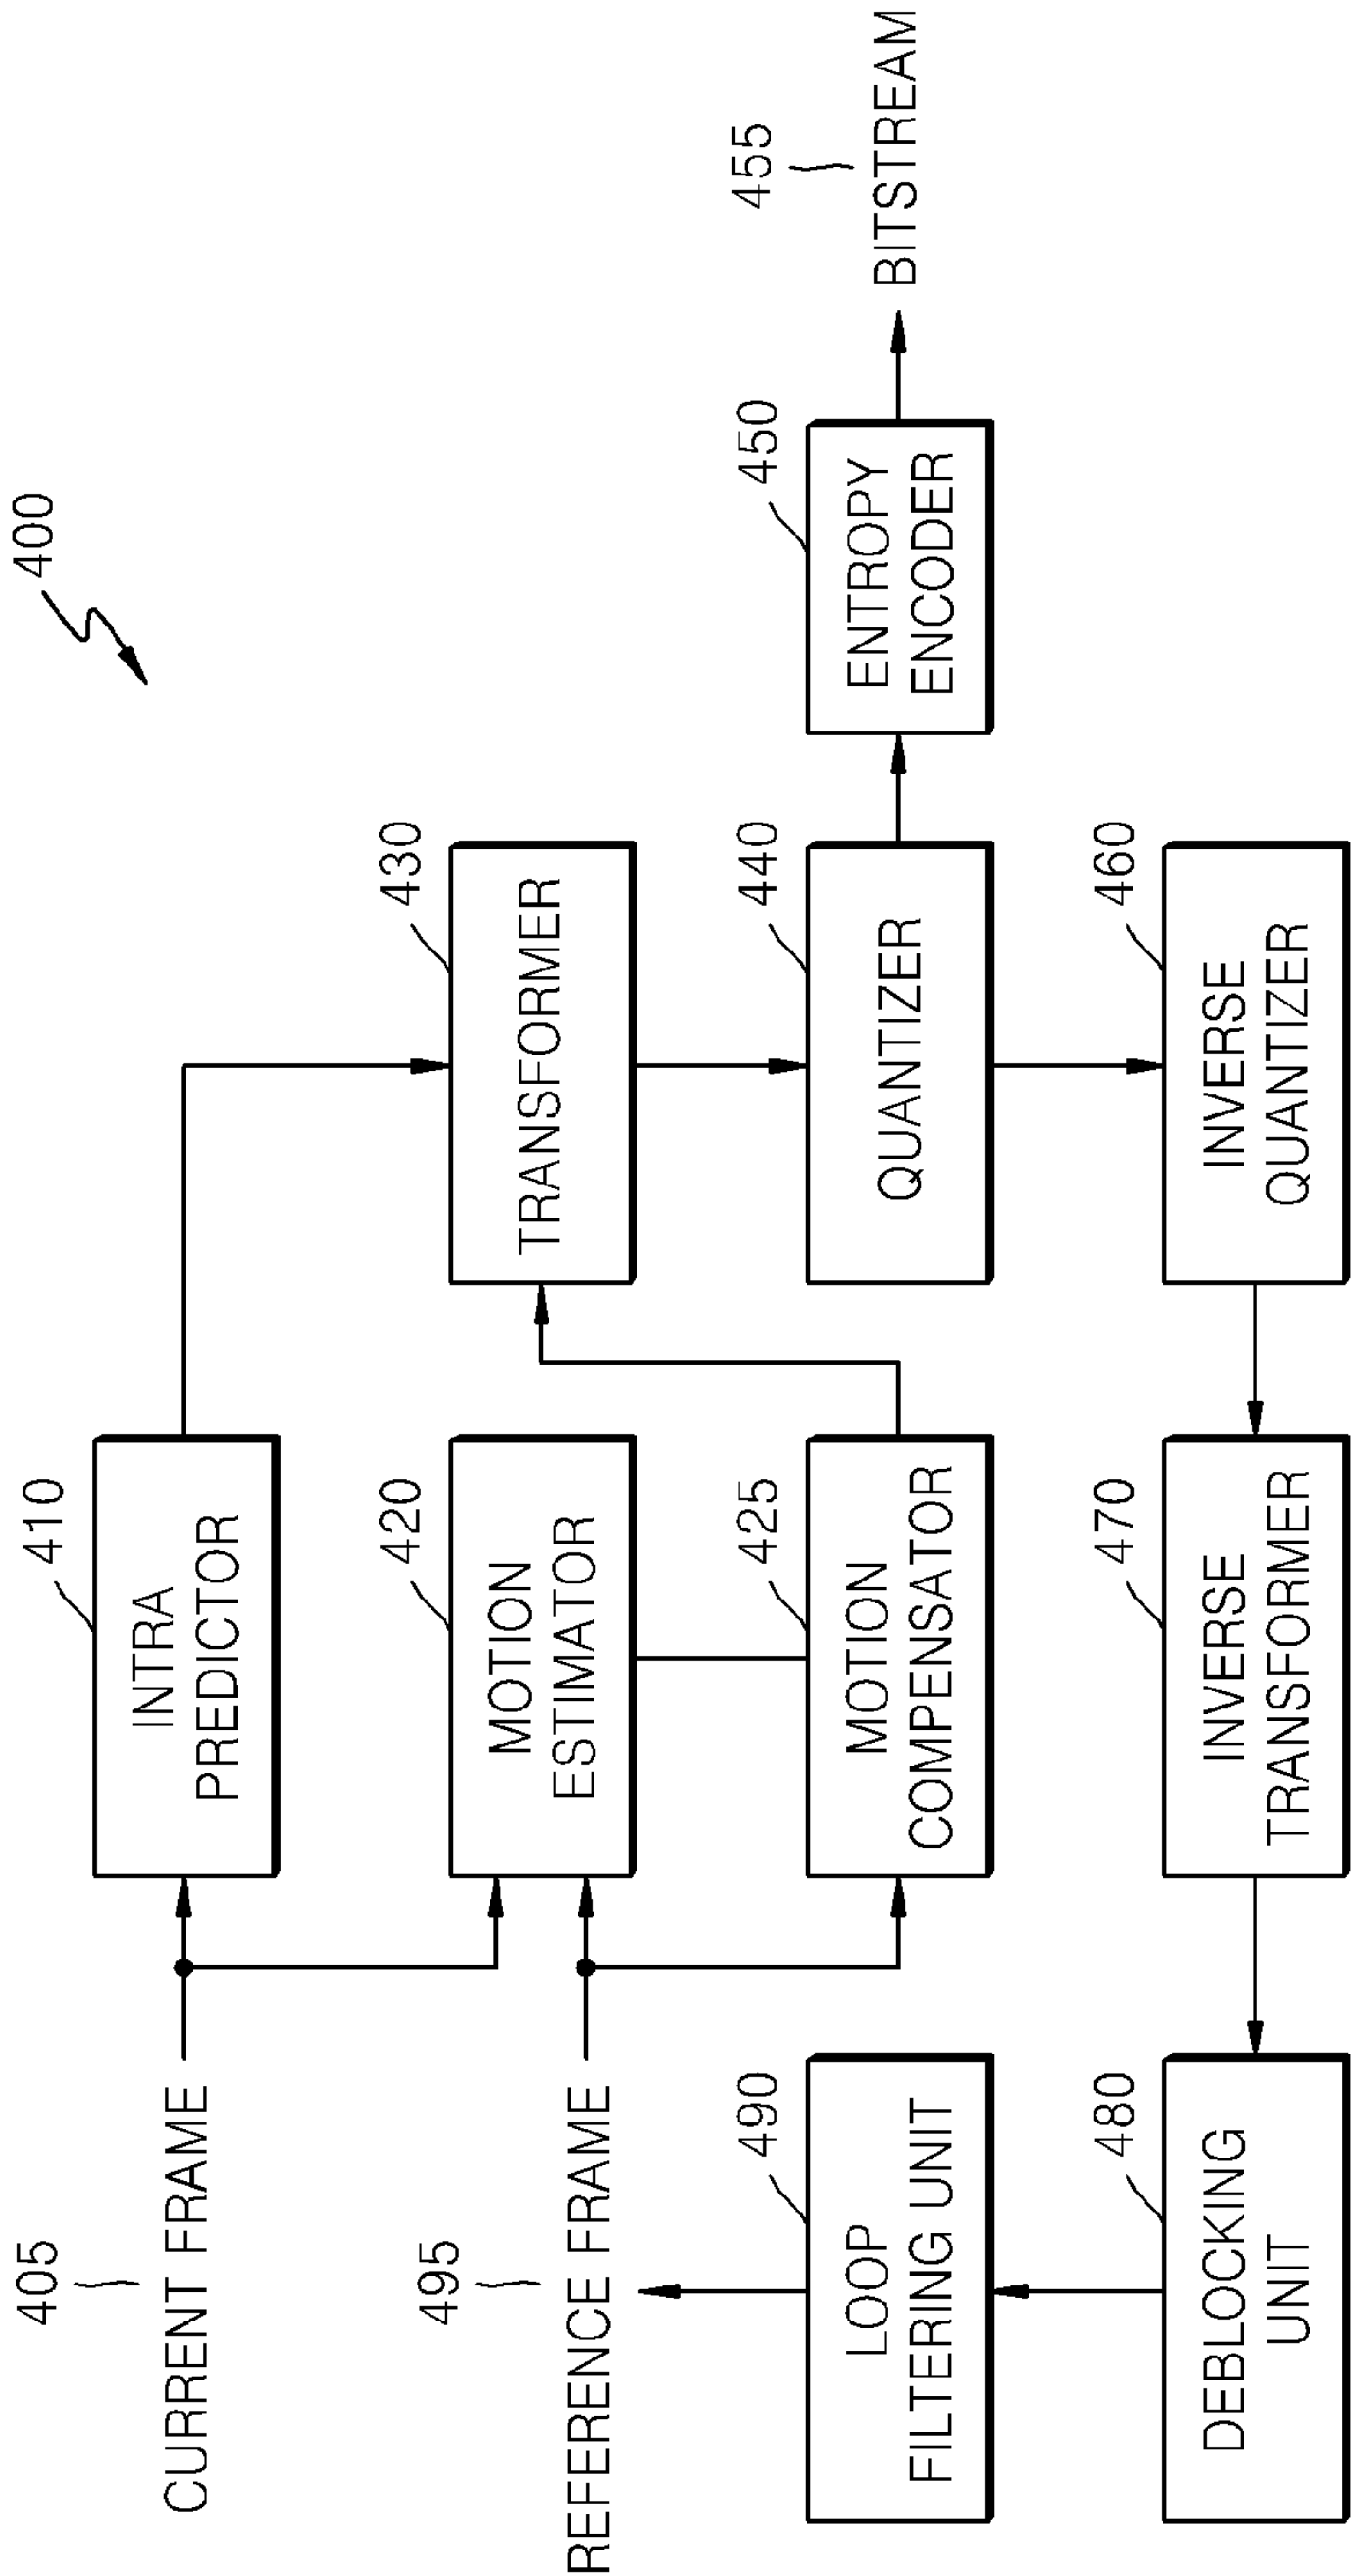 400
405
CURRENT FRAME
410
INTRA
PREDICTOR
495
REFERENCE FRAME
420
MOTION
ESTIMATOR
430
TRANSFORMER
490
LOOP
FILTERING UNIT
425
MOTION
COMPENSATOR
440
QUANTIZER
450
ENTROPY
ENCODER
455
BITSTREAM
480
DEBLOCKING
UNIT
470
INVERSE
TRANSFORMER
460
INVERSE
QUANTIZER